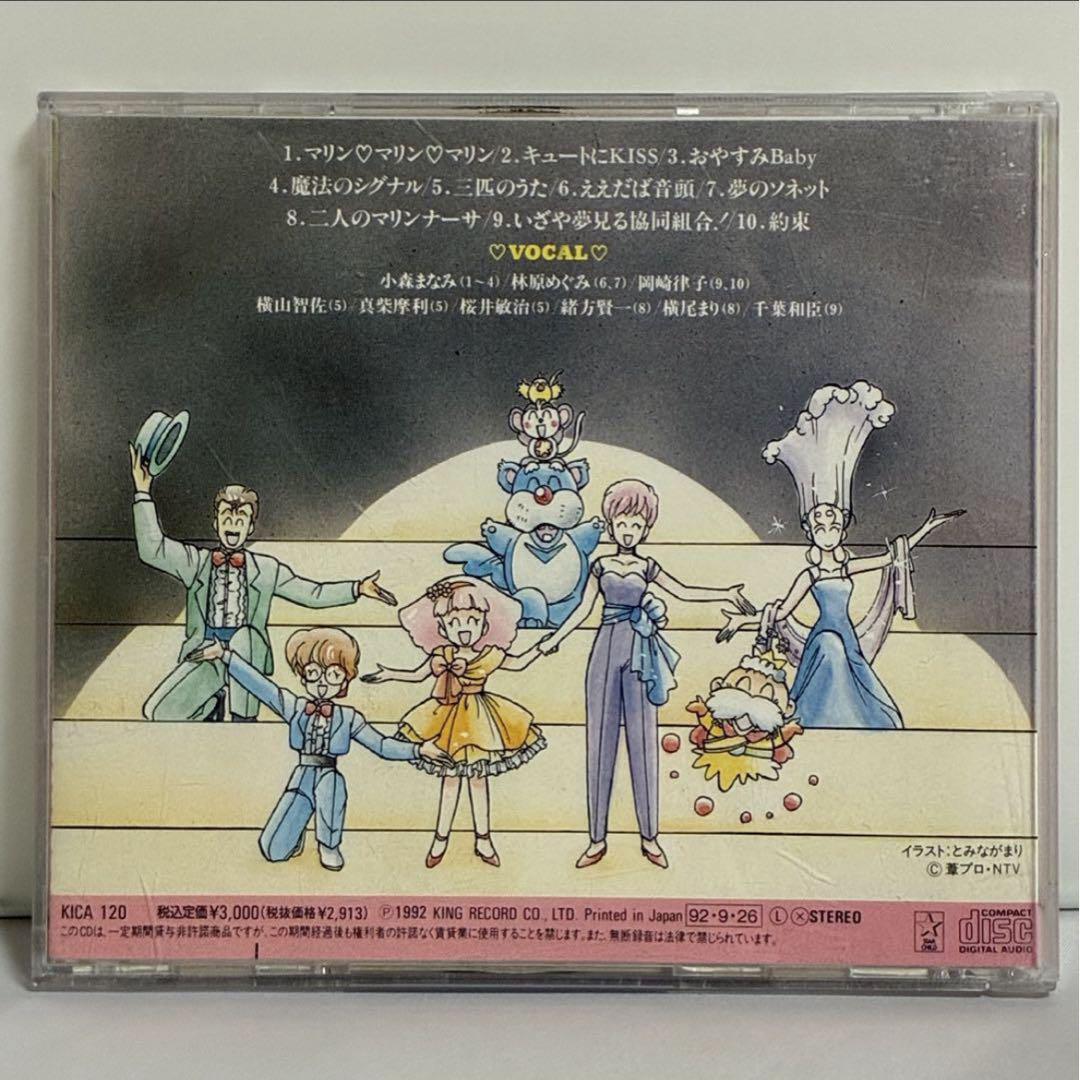 1. マリン♡マリン♡マリン/2. キュートにKISS/3. おやすみBaby
4. 魔法のシグナル/5. 三匹のうた/6. ええだば音頭/7. 夢のソネット
8. 二人のマリンナーサ/9. いざや夢見る協同組合!/10. 約束
♡VOCAL♡
小森まなみ(1~4)/林原めぐみ(6,7)/岡崎律子(9,10)
横山智佐(5)/真柴摩利(5)/桜井敏治(5)/緒方賢一(8)/横尾まり(8)/千葉和臣(9)
イラスト:とみながまり
©葦プロ・NTV
KICA 120 税込定価¥3,000(税抜価格¥2,913) Ⓟ1992 KING RECORD CO., LTD. Printed in Japan 92・9・26 Ⓛ ⓧ STEREO
このCDは、一定期間貸与非許諾商品ですが、この期間経過後も権利者の許諾なく賃貸業に使用することを禁じます。また、無断録音は法律で禁じられています。
STAR CHILD
COMPACT
disc
DIGITAL AUDIO